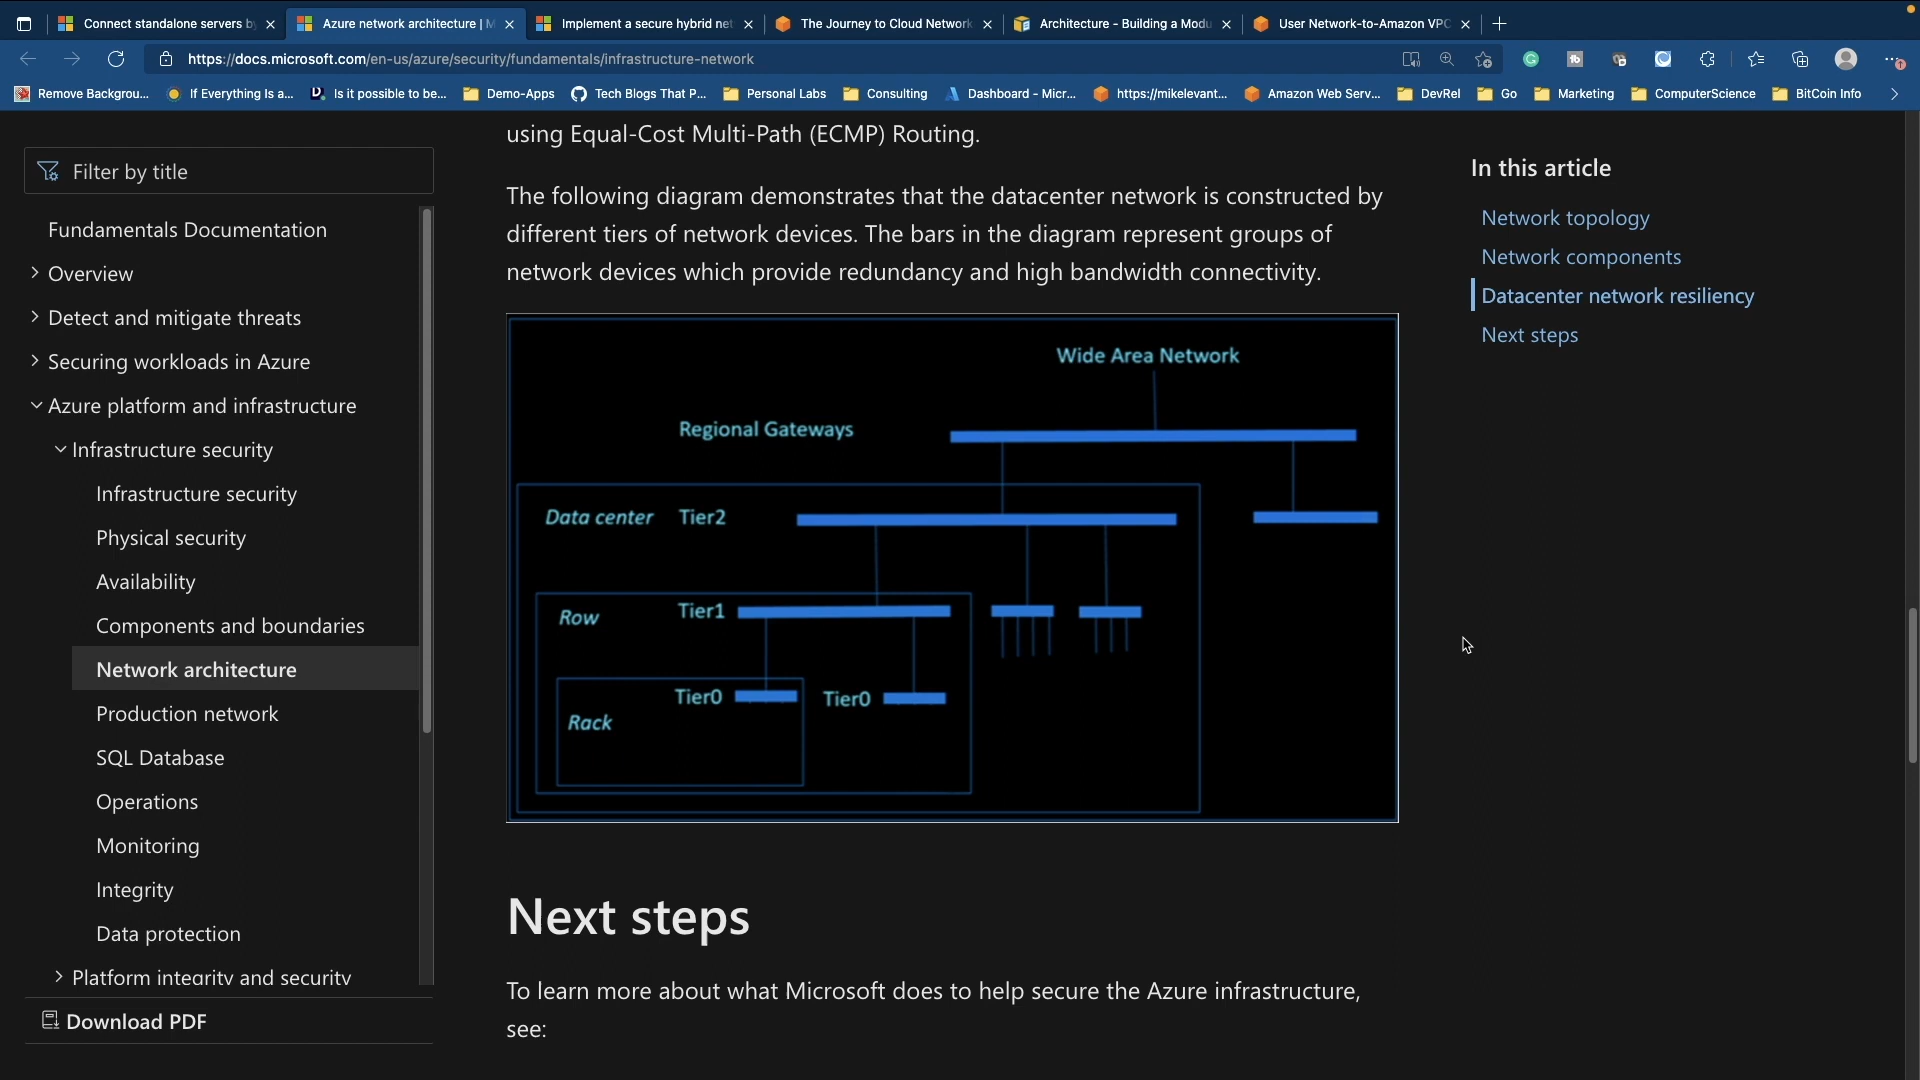 Connect standalone servers by
Azure network architecture | M
Implement a secure hybrid net
The Journey to Cloud Network
Architecture - Building a Modu
User Network-to-Amazon VPC
https://docs.microsoft.com/en-us/azure/security/fundamentals/infrastructure-network
Remove Backgrou...
If Everything Is a...
Is it possible to be...
Demo-Apps
Tech Blogs That P...
Personal Labs
Consulting
Dashboard - Micr...
https://mikelevant...
Amazon Web Serv...
DevRel
Go
Marketing
ComputerScience
BitCoin Info
Filter by title
Fundamentals Documentation
Overview
Detect and mitigate threats
Securing workloads in Azure
Azure platform and infrastructure
Infrastructure security
Infrastructure security
Physical security
Availability
Components and boundaries
Network architecture
Production network
SQL Database
Operations
Monitoring
Integrity
Data protection
Platform integrity and security
Download PDF
using Equal-Cost Multi-Path (ECMP) Routing.
The following diagram demonstrates that the datacenter network is constructed by
different tiers of network devices. The bars in the diagram represent groups of
network devices which provide redundancy and high bandwidth connectivity.
Wide Area Network
Regional Gateways
Data center Tier2
Row Tier1
Tier0 Tier0
Rack
Next steps
To learn more about what Microsoft does to help secure the Azure infrastructure,
see:
In this article
Network topology
Network components
Datacenter network resiliency
Next steps